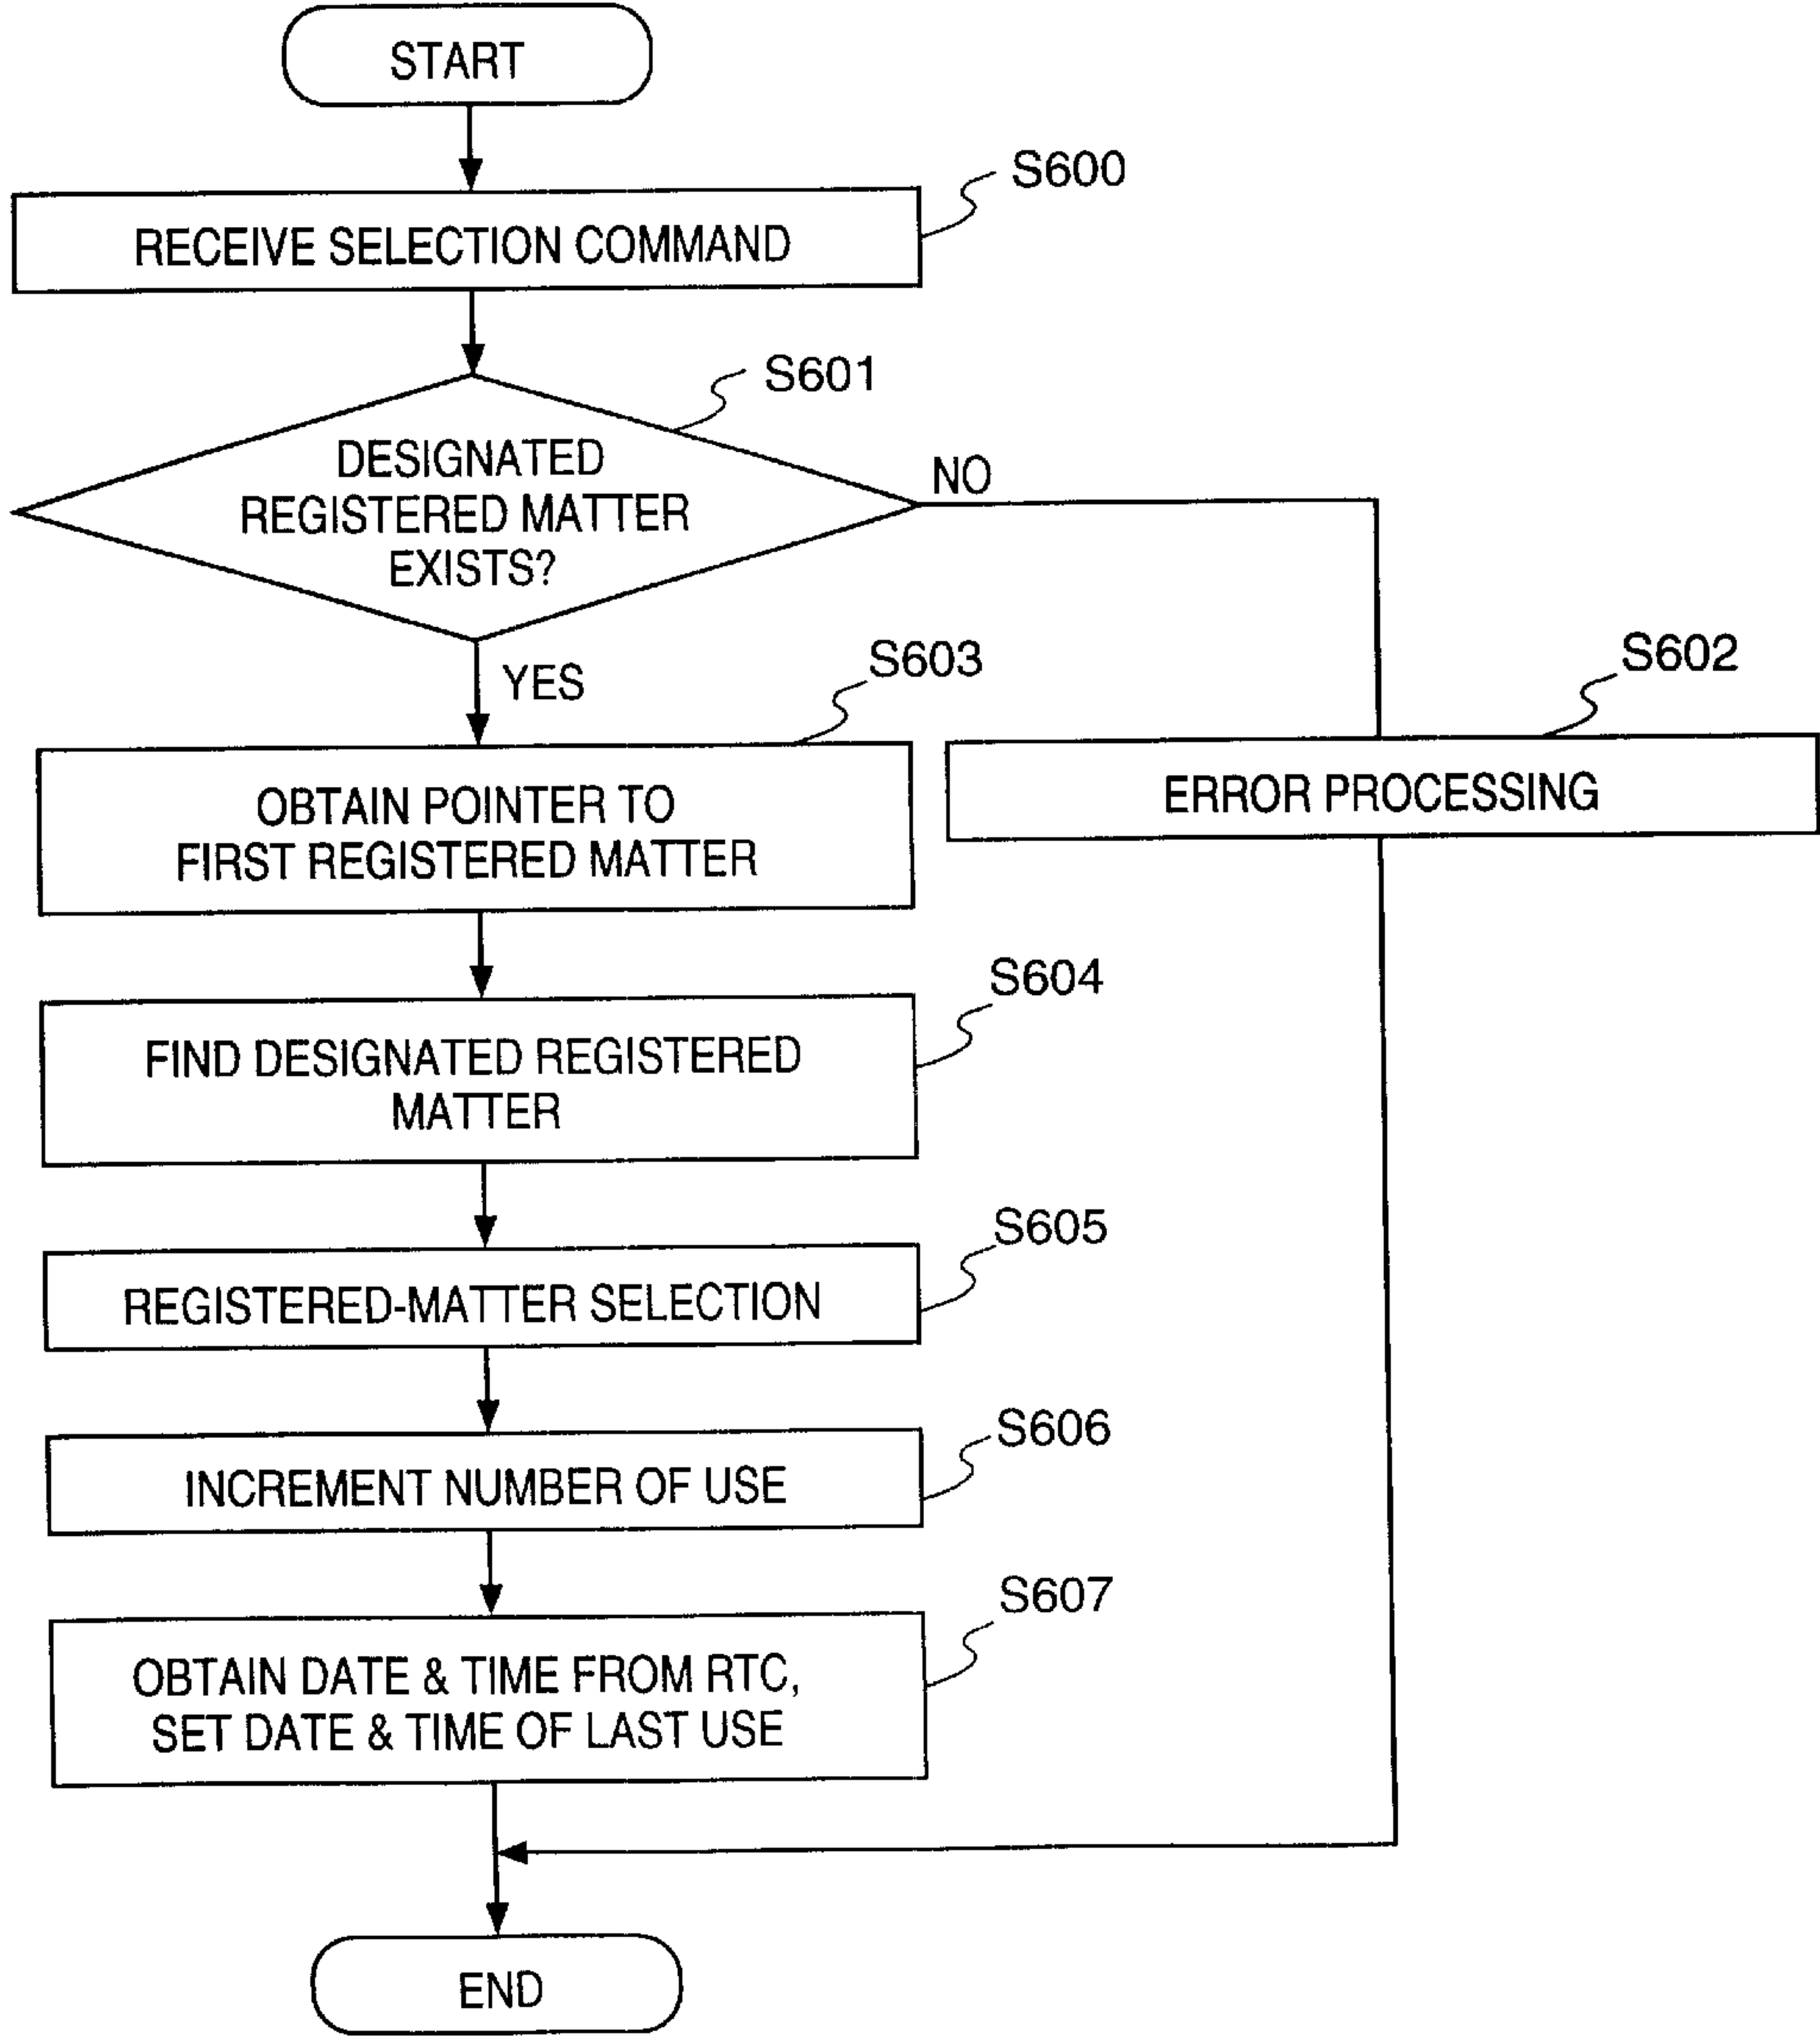 START
S600
RECEIVE SELECTION COMMAND
S601
DESIGNATED
REGISTERED MATTER
EXISTS?
NO
YES
S603
S602
OBTAIN POINTER TO
FIRST REGISTERED MATTER
ERROR PROCESSING
S604
FIND DESIGNATED REGISTERED
MATTER
S605
REGISTERED-MATTER SELECTION
S606
INCREMENT NUMBER OF USE
S607
OBTAIN DATE & TIME FROM RTC,
SET DATE & TIME OF LAST USE
END